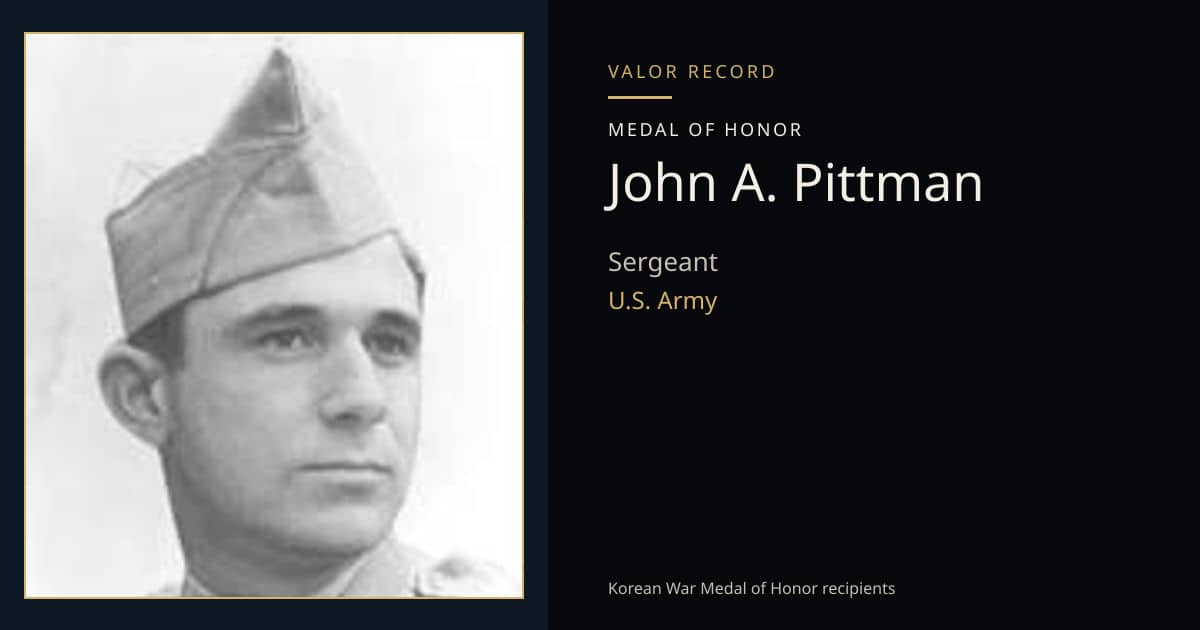 VALOR RECORD
MEDAL OF HONOR
John A. Pittman
Sergeant
U.S. Army
Korean War Medal of Honor recipients